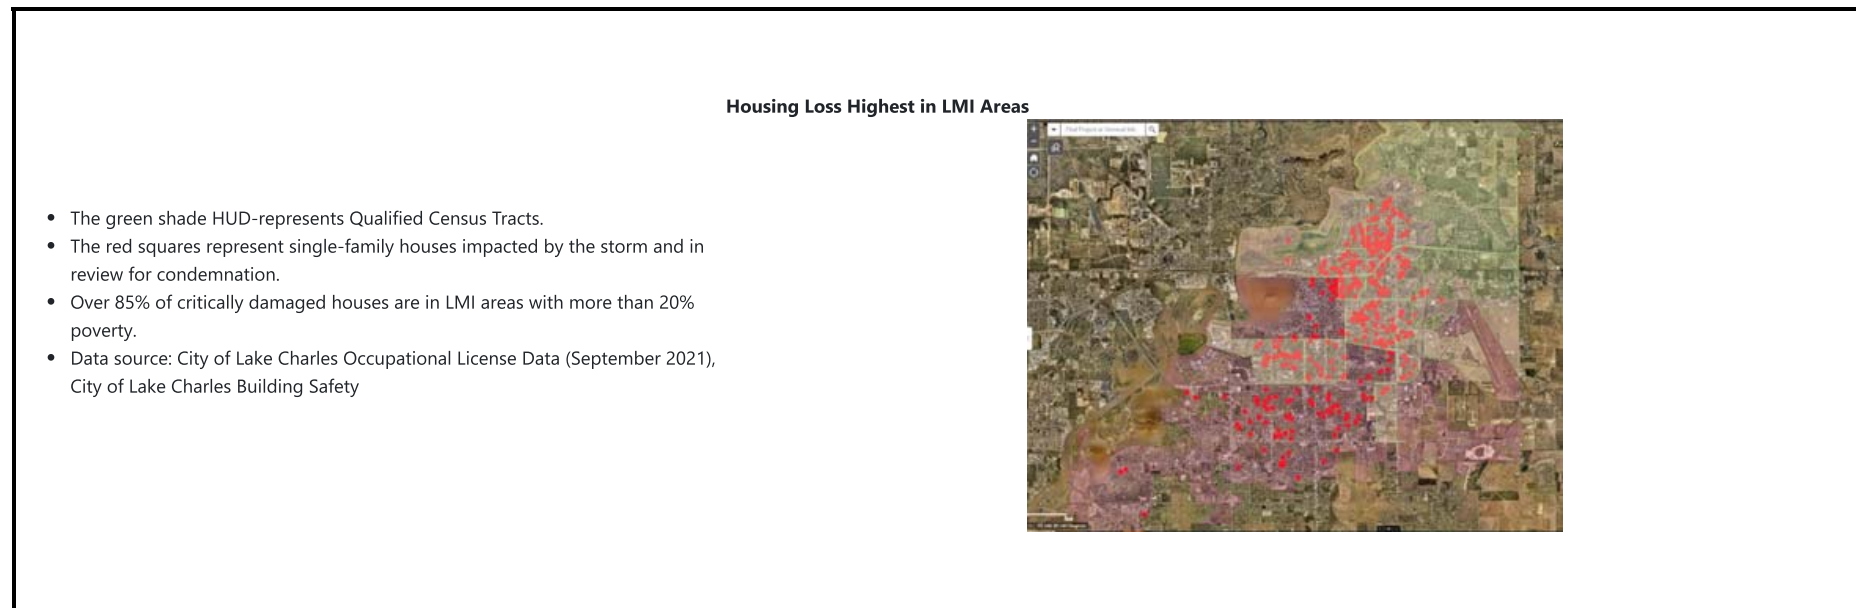 Housing Loss Highest in LMI Areas
• The green shade HUD-represents Qualified Census Tracts.
• The red squares represent single-family houses impacted by the storm and in
review for condemnation.
• Over 85% of critically damaged houses are in LMI areas with more than 20%
poverty.
• Data source: City of Lake Charles Occupational License Data (September 2021),
City of Lake Charles Building Safety